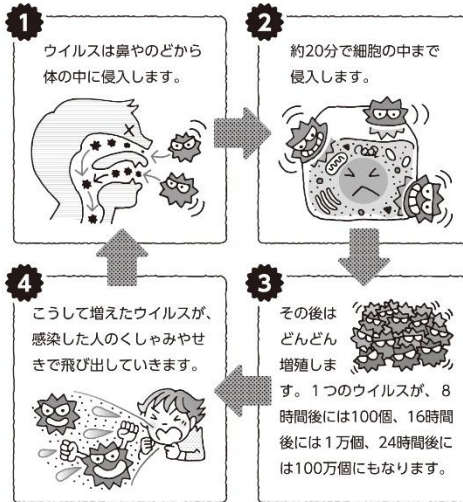 1
ウイルスは鼻やのどから
体の中に侵入します。
2
約20分で細胞の中まで
侵入します。
3
その後は
どんどん
増殖しま
す。1つのウイルスが、8
時間後には100個、16時間
後には1万個、24時間後に
は100万個にもなります。
4
こうして増えたウイルスが、
感染した人のくしゃみやせ
きで飛び出していきます。